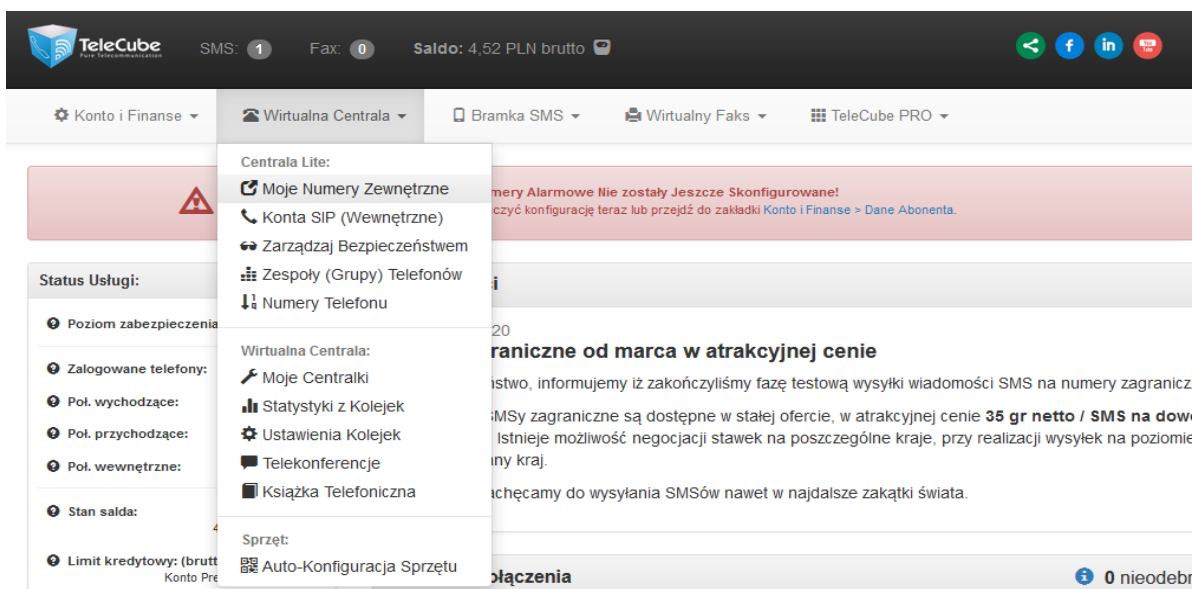 TeleCube
Pure Telecommunication
SMS: 1 Fax: 0 Saldo: 4,52 PLN brutto
Konto i Finanse Wirtualna Centrala Bramka SMS Wirtualny Faks TeleCube PRO
Centrala Lite:
Moje Numery Zewnętrzne
Konta SIP (Wewnętrzne)
Zarządzaj Bezpieczeństwem
Zespoły (Grupy) Telefonów
Numery Telefonu
Wirtualna Centrala:
Moje Centralki
Statystyki z Kolejek
Ustawienia Kolejek
Telekonferencje
Książka Telefoniczna
Sprzęt:
Auto-Konfiguracja Sprzętu
mery Alarmowe Nie zostały Jeszcze Skonfigurowane!
czyć konfigurację teraz lub przejdź do zakładki Konto i Finanse > Dane Abonenta.
Status Usługi:
Poziom zabezpieczenia
Zalogowane telefony:
Poł. wychodzące:
Poł. przychodzące:
Poł. wewnętrzne:
Stan salda:
4
Limit kredytowy: (brutt
Konto Pre
i
20
raniczne od marca w atrakcyjnej cenie
ństwo, informujemy iż zakończyliśmy fazę testową wysyłki wiadomości SMS na numery zagranicz
SMSy zagraniczne są dostępne w stałej ofercie, w atrakcyjnej cenie 35 gr netto / SMS na dowo
Istnieje możliwość negocjacji stawek na poszczególne kraje, przy realizacji wysyłek na poziomie
any kraj.
achęcamy do wysyłania SMSów nawet w najdalsze zakątki świata.
ołączenia 0 nieodebr